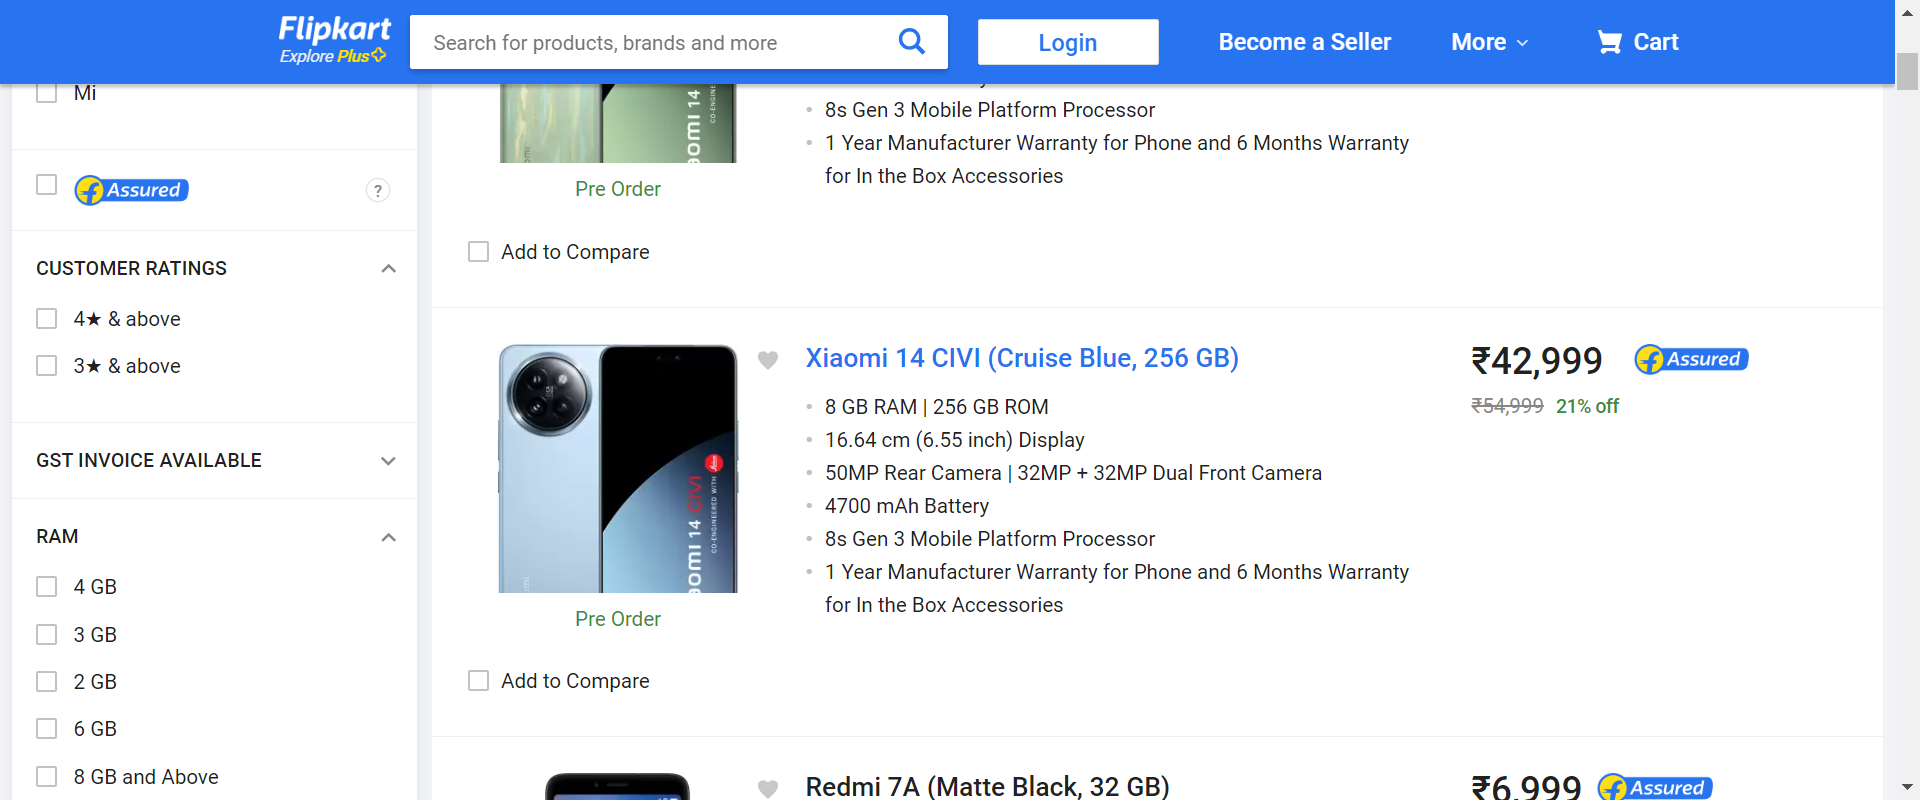 Flipkart
Explore Plus
Search for products, brands and more
Login
Become a Seller
More
Cart
Mi
Assured
?
CUSTOMER RATINGS
4★ & above
3★ & above
GST INVOICE AVAILABLE
RAM
4 GB
3 GB
2 GB
6 GB
8 GB and Above
8s Gen 3 Mobile Platform Processor
1 Year Manufacturer Warranty for Phone and 6 Months Warranty
for In the Box Accessories
Pre Order
Add to Compare
Xiaomi 14 CIVI (Cruise Blue, 256 GB)
8 GB RAM | 256 GB ROM
16.64 cm (6.55 inch) Display
50MP Rear Camera | 32MP + 32MP Dual Front Camera
4700 mAh Battery
8s Gen 3 Mobile Platform Processor
1 Year Manufacturer Warranty for Phone and 6 Months Warranty
for In the Box Accessories
₹42,999
Assured
₹54,999 21% off
14 CIVI
CO-ENGINEERED WITH
Pre Order
Add to Compare
Redmi 7A (Matte Black, 32 GB)
₹6,999
Assured